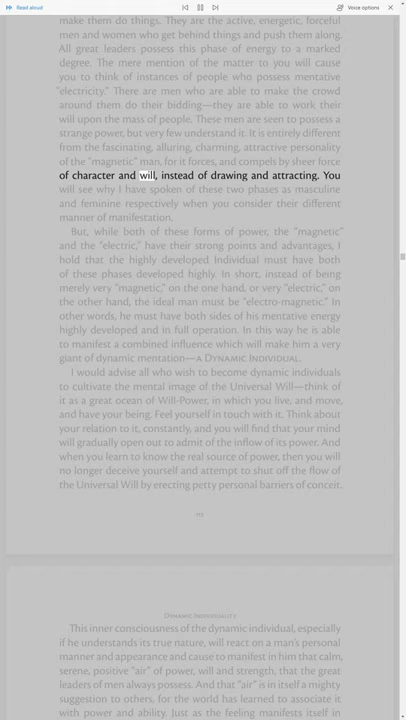 Read aloud
Voice options
make them do things. They are the active, energetic, forceful
men and women who get behind things and push them along.
All great leaders possess this phase of energy to a marked
degree. The mere mention of the matter to you will cause
you to think of instances of people who possess mentative
"electricity." There are men who are able to make the crowd
around them do their bidding—they are able to work their
will upon the mass of people. These men are seen to possess a
strange power, but very few understand it. It is entirely different
from the fascinating, alluring, charming, attractive personality
of the "magnetic" man, for it forces, and compels by sheer force
of character and will, instead of drawing and attracting. You
will see why I have spoken of these two phases as masculine
and feminine respectively when you consider their different
manner of manifestation.
But, while both of these forms of power, the "magnetic"
and the "electric," have their strong points and advantages, I
hold that the highly developed Individual must have both
of these phases developed highly. In short, instead of being
merely very "magnetic," on the one hand, or very "electric," on
the other hand, the ideal man must be "electro-magnetic." In
other words, he must have both sides of his mentative energy
highly developed and in full operation. In this way he is able
to manifest a combined influence which will make him a very
giant of dynamic mentation—a Dynamic Individual.
I would advise all who wish to become dynamic individuals
to cultivate the mental image of the Universal Will—think of
it as a great ocean of Will-Power, in which you live, and move,
and have your being. Feel yourself in touch with it. Think about
your relation to it, constantly, and you will find that your mind
will gradually open out to admit of the inflow of its power. And
when you learn to know the real source of power, then you will
no longer deceive yourself and attempt to shut off the flow of
the Universal Will by erecting petty personal barriers of conceit.
Dynamic Individuality
This inner consciousness of the dynamic individual, especially
if he understands its true nature, will react on a man's personal
manner and appearance and cause to manifest in him that calm,
serene, positive "air" of power, will and strength, that the great
leaders of men always possess. And that "air" is in itself a mighty
suggestion to others, for the world has learned to associate it
with power and ability. Just as the feeling manifests itself in